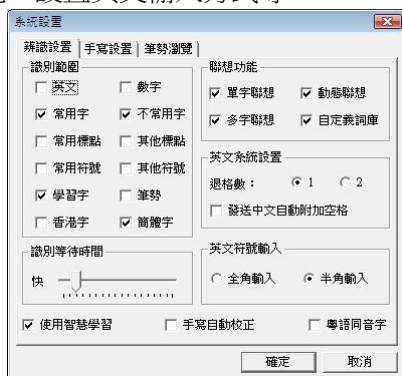 系統設置
辨識設置 手寫設置 筆勢瀏覽
識別範圍
英文 數字
常用字 不常用字
常用標點 其他標點
常用符號 其他符號
學習字 筆勢
香港字 簡體字
聯想功能
單字聯想 動態聯想
多字聯想 自定義詞庫
英文系統設置
退格數： 1 2
發送中文自動附加空格
識別等待時間
快
英文符號輸入
全角輸入 半角輸入
使用智慧學習 手寫自動校正 粵語同音字
確定 取消